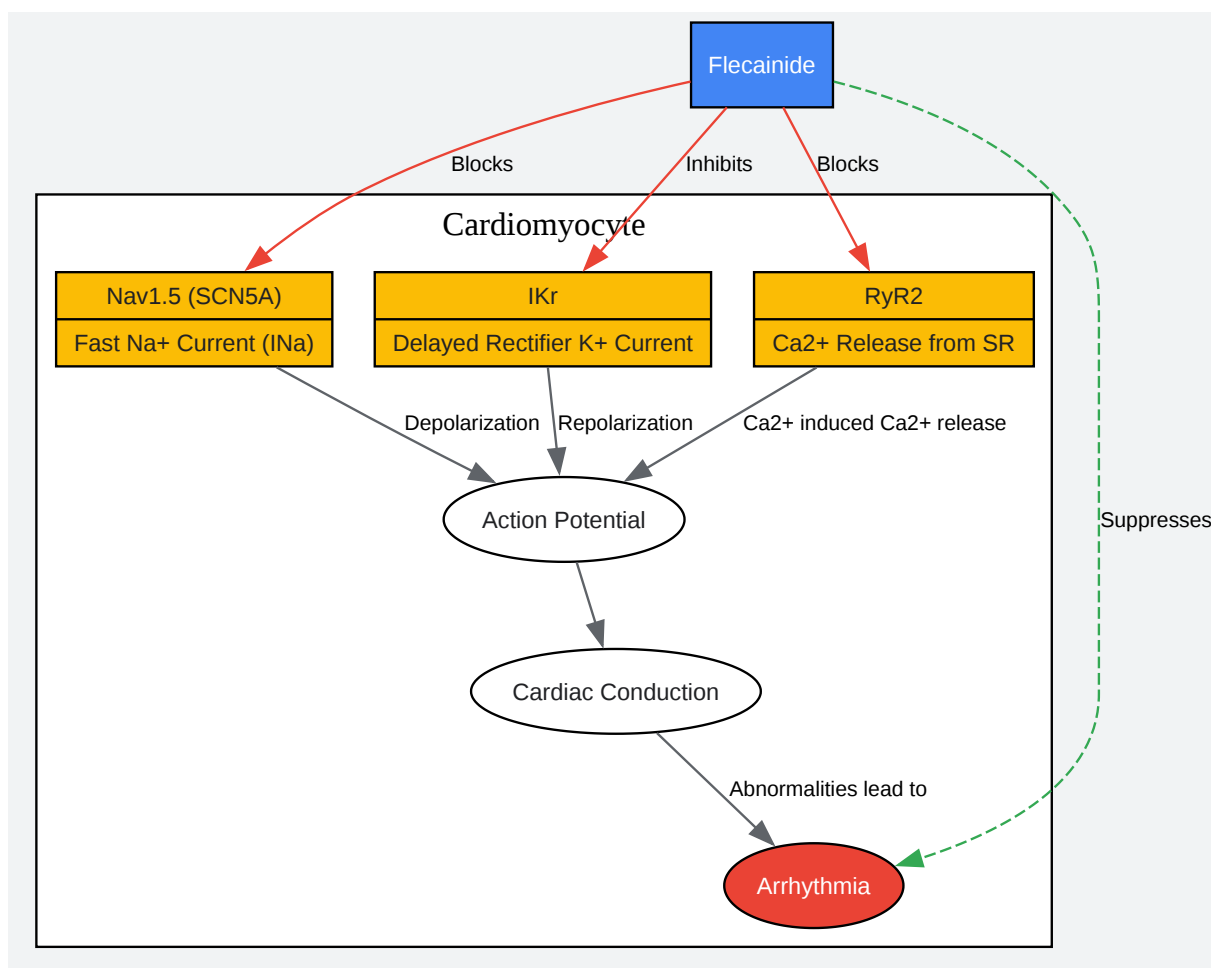 Flecainide
Blocks
Inhibits
Blocks
Cardiomyocyte
Nav1.5 (SCN5A)
Fast Na+ Current (INa)
IKr
Delayed Rectifier K+ Current
RyR2
Ca2+ Release from SR
Depolarization
Repolarization
Ca2+ induced Ca2+ release
Action Potential
Suppresses
Cardiac Conduction
Abnormalities lead to
Arrhythmia